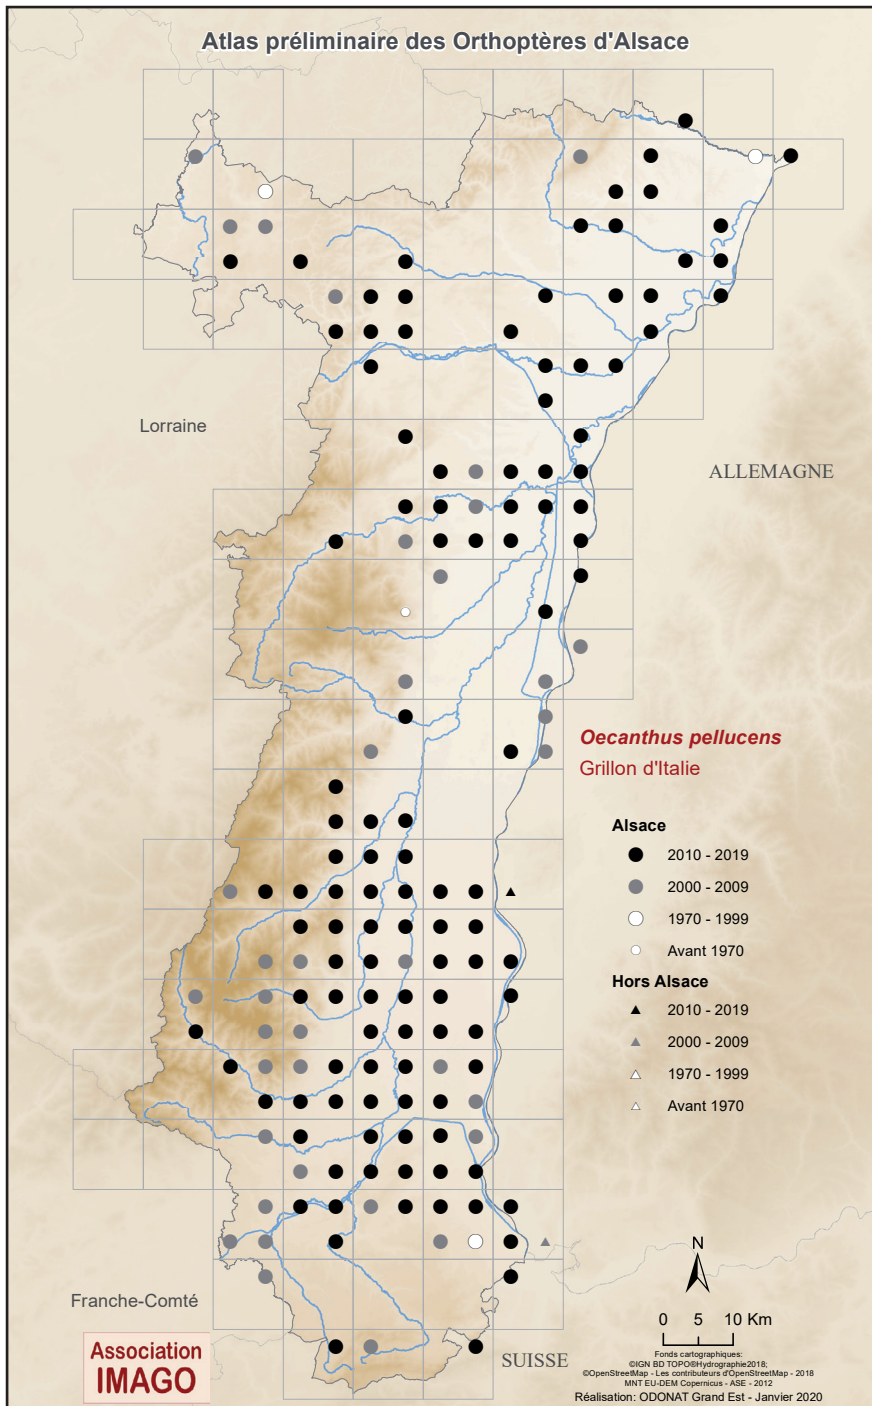 Atlas préliminaire des Orthoptères d'Alsace
Lorraine
ALLEMAGNE
Oecanthus pellucens
Grillon d'Italie
Alsace
2010 - 2019
2000 - 2009
1970 - 1999
Avant 1970
Hors Alsace
2010 - 2019
2000 - 2009
1970 - 1999
Avant 1970
N
Franche-Comté
0 5 10 Km
Association
IMAGO
SUISSE
Fonds cartographiques:
©IGN BD TOPO®Hydrographie2018;
©OpenStreetMap - Les contributeurs d'OpenStreetMap - 2018
MNT EU-DEM Copernicus - ASE - 2012
Réalisation: ODONAT Grand Est - Janvier 2020